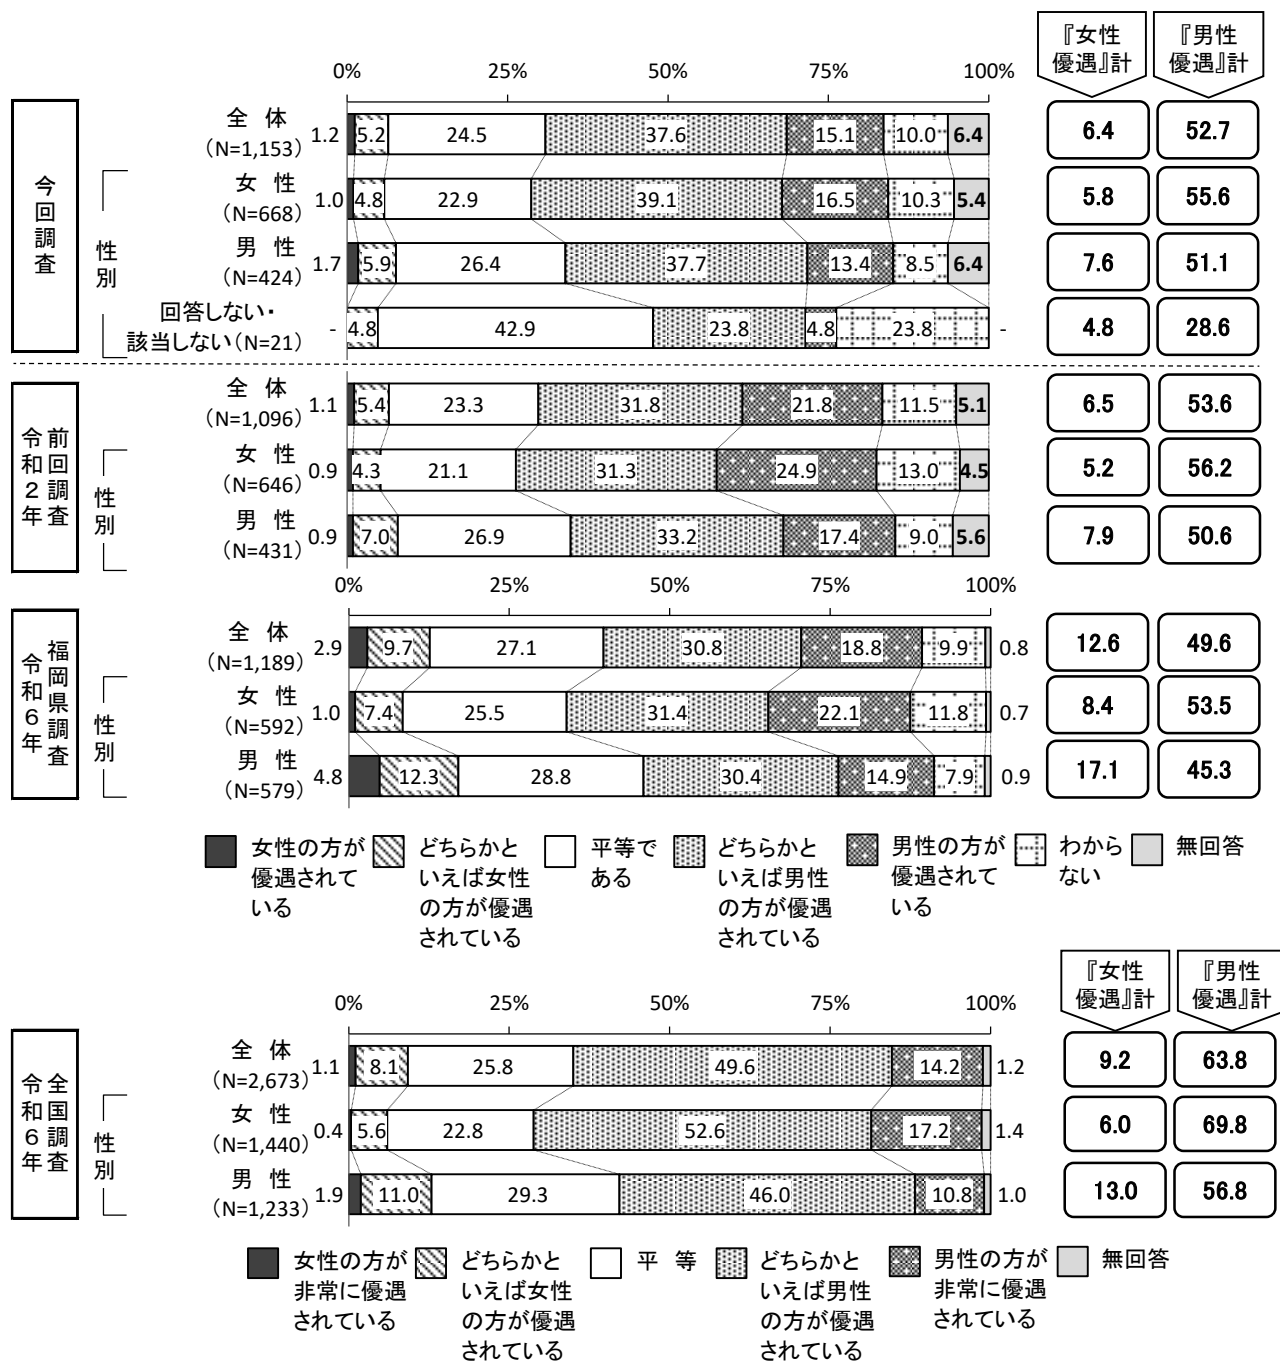 『女性
優遇』計
『男性
優遇』計
0%
25%
50%
75%
100%
今回調査
性別
全 体
(N=1,153)
1.2 5.2 24.5 37.6 15.1 10.0 6.4 6.4 52.7
女 性
(N=668)
1.0 4.8 22.9 39.1 16.5 10.3 5.4 5.8 55.6
男 性
(N=424)
1.7 5.9 26.4 37.7 13.4 8.5 6.4 7.6 51.1
回答しない・
該当しない(N=21)
- 4.8 42.9 23.8 4.8 23.8 - 4.8 28.6
前回調査
令和2年
性別
全 体
(N=1,096)
1.1 5.4 23.3 31.8 21.8 11.5 5.1 6.5 53.6
女 性
(N=646)
0.9 4.3 21.1 31.3 24.9 13.0 4.5 5.2 56.2
男 性
(N=431)
0.9 7.0 26.9 33.2 17.4 9.0 5.6 7.9 50.6
0%
25%
50%
75%
100%
福岡県調査
令和6年
性別
全 体
(N=1,189)
2.9 9.7 27.1 30.8 18.8 9.9 0.8 12.6 49.6
女 性
(N=592)
1.0 7.4 25.5 31.4 22.1 11.8 0.7 8.4 53.5
男 性
(N=579)
4.8 12.3 28.8 30.4 14.9 7.9 0.9 17.1 45.3
女性の方が
優遇されて
いる
どちらかと
いえば女性
の方が優遇
されている
平等で
ある
どちらかと
いえば男性
の方が優遇
されている
男性の方が
優遇されて
いる
わから
ない
無回答
『女性
優遇』計
『男性
優遇』計
0%
25%
50%
75%
100%
全国調査
令和6年
性別
全 体
(N=2,673)
1.1 8.1 25.8 49.6 14.2 1.2 9.2 63.8
女 性
(N=1,440)
0.4 5.6 22.8 52.6 17.2 1.4 6.0 69.8
男 性
(N=1,233)
1.9 11.0 29.3 46.0 10.8 1.0 13.0 56.8
女性の方が
非常に優遇
されている
どちらかと
いえば女性
の方が優遇
されている
平 等
どちらかと
いえば男性
の方が優遇
されている
男性の方が
非常に優遇
されている
無回答